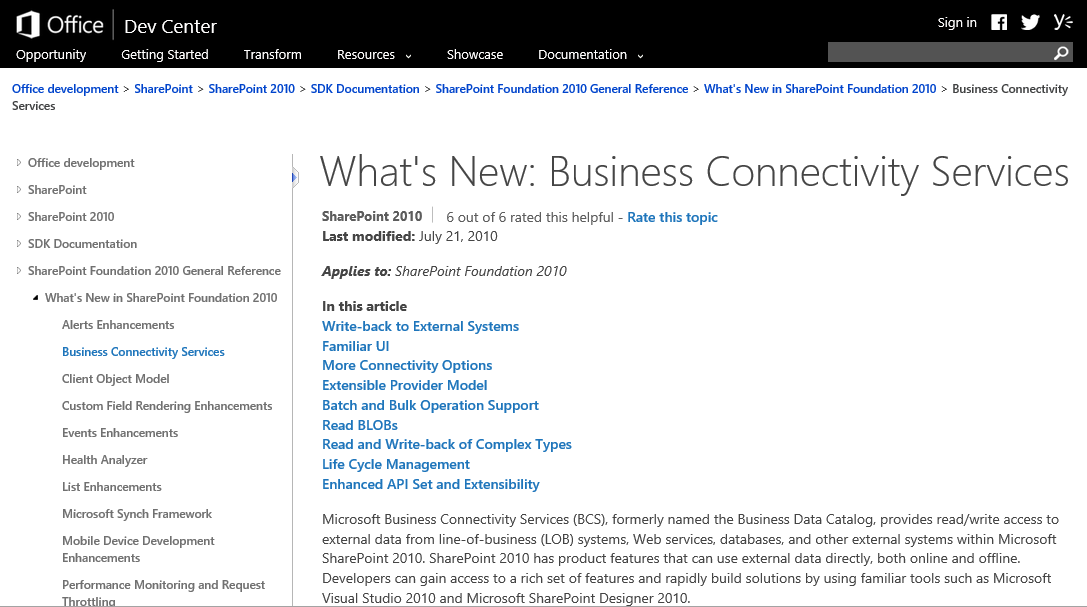 Office Dev Center
Sign in
Opportunity Getting Started Transform Resources Showcase Documentation
Office development > SharePoint > SharePoint 2010 > SDK Documentation > SharePoint Foundation 2010 General Reference > What's New in SharePoint Foundation 2010 > Business Connectivity
Services
Office development
SharePoint
SharePoint 2010
SDK Documentation
SharePoint Foundation 2010 General Reference
What's New in SharePoint Foundation 2010
Alerts Enhancements
Business Connectivity Services
Client Object Model
Custom Field Rendering Enhancements
Events Enhancements
Health Analyzer
List Enhancements
Microsoft Synch Framework
Mobile Device Development
Enhancements
Performance Monitoring and Request
Throttling
What's New: Business Connectivity Services
SharePoint 2010 6 out of 6 rated this helpful - Rate this topic
Last modified: July 21, 2010
Applies to: SharePoint Foundation 2010
In this article
Write-back to External Systems
Familiar UI
More Connectivity Options
Extensible Provider Model
Batch and Bulk Operation Support
Read BLOBs
Read and Write-back of Complex Types
Life Cycle Management
Enhanced API Set and Extensibility
Microsoft Business Connectivity Services (BCS), formerly named the Business Data Catalog, provides read/write access to
external data from line-of-business (LOB) systems, Web services, databases, and other external systems within Microsoft
SharePoint 2010. SharePoint 2010 has product features that can use external data directly, both online and offline.
Developers can gain access to a rich set of features and rapidly build solutions by using familiar tools such as Microsoft
Visual Studio 2010 and Microsoft SharePoint Designer 2010.